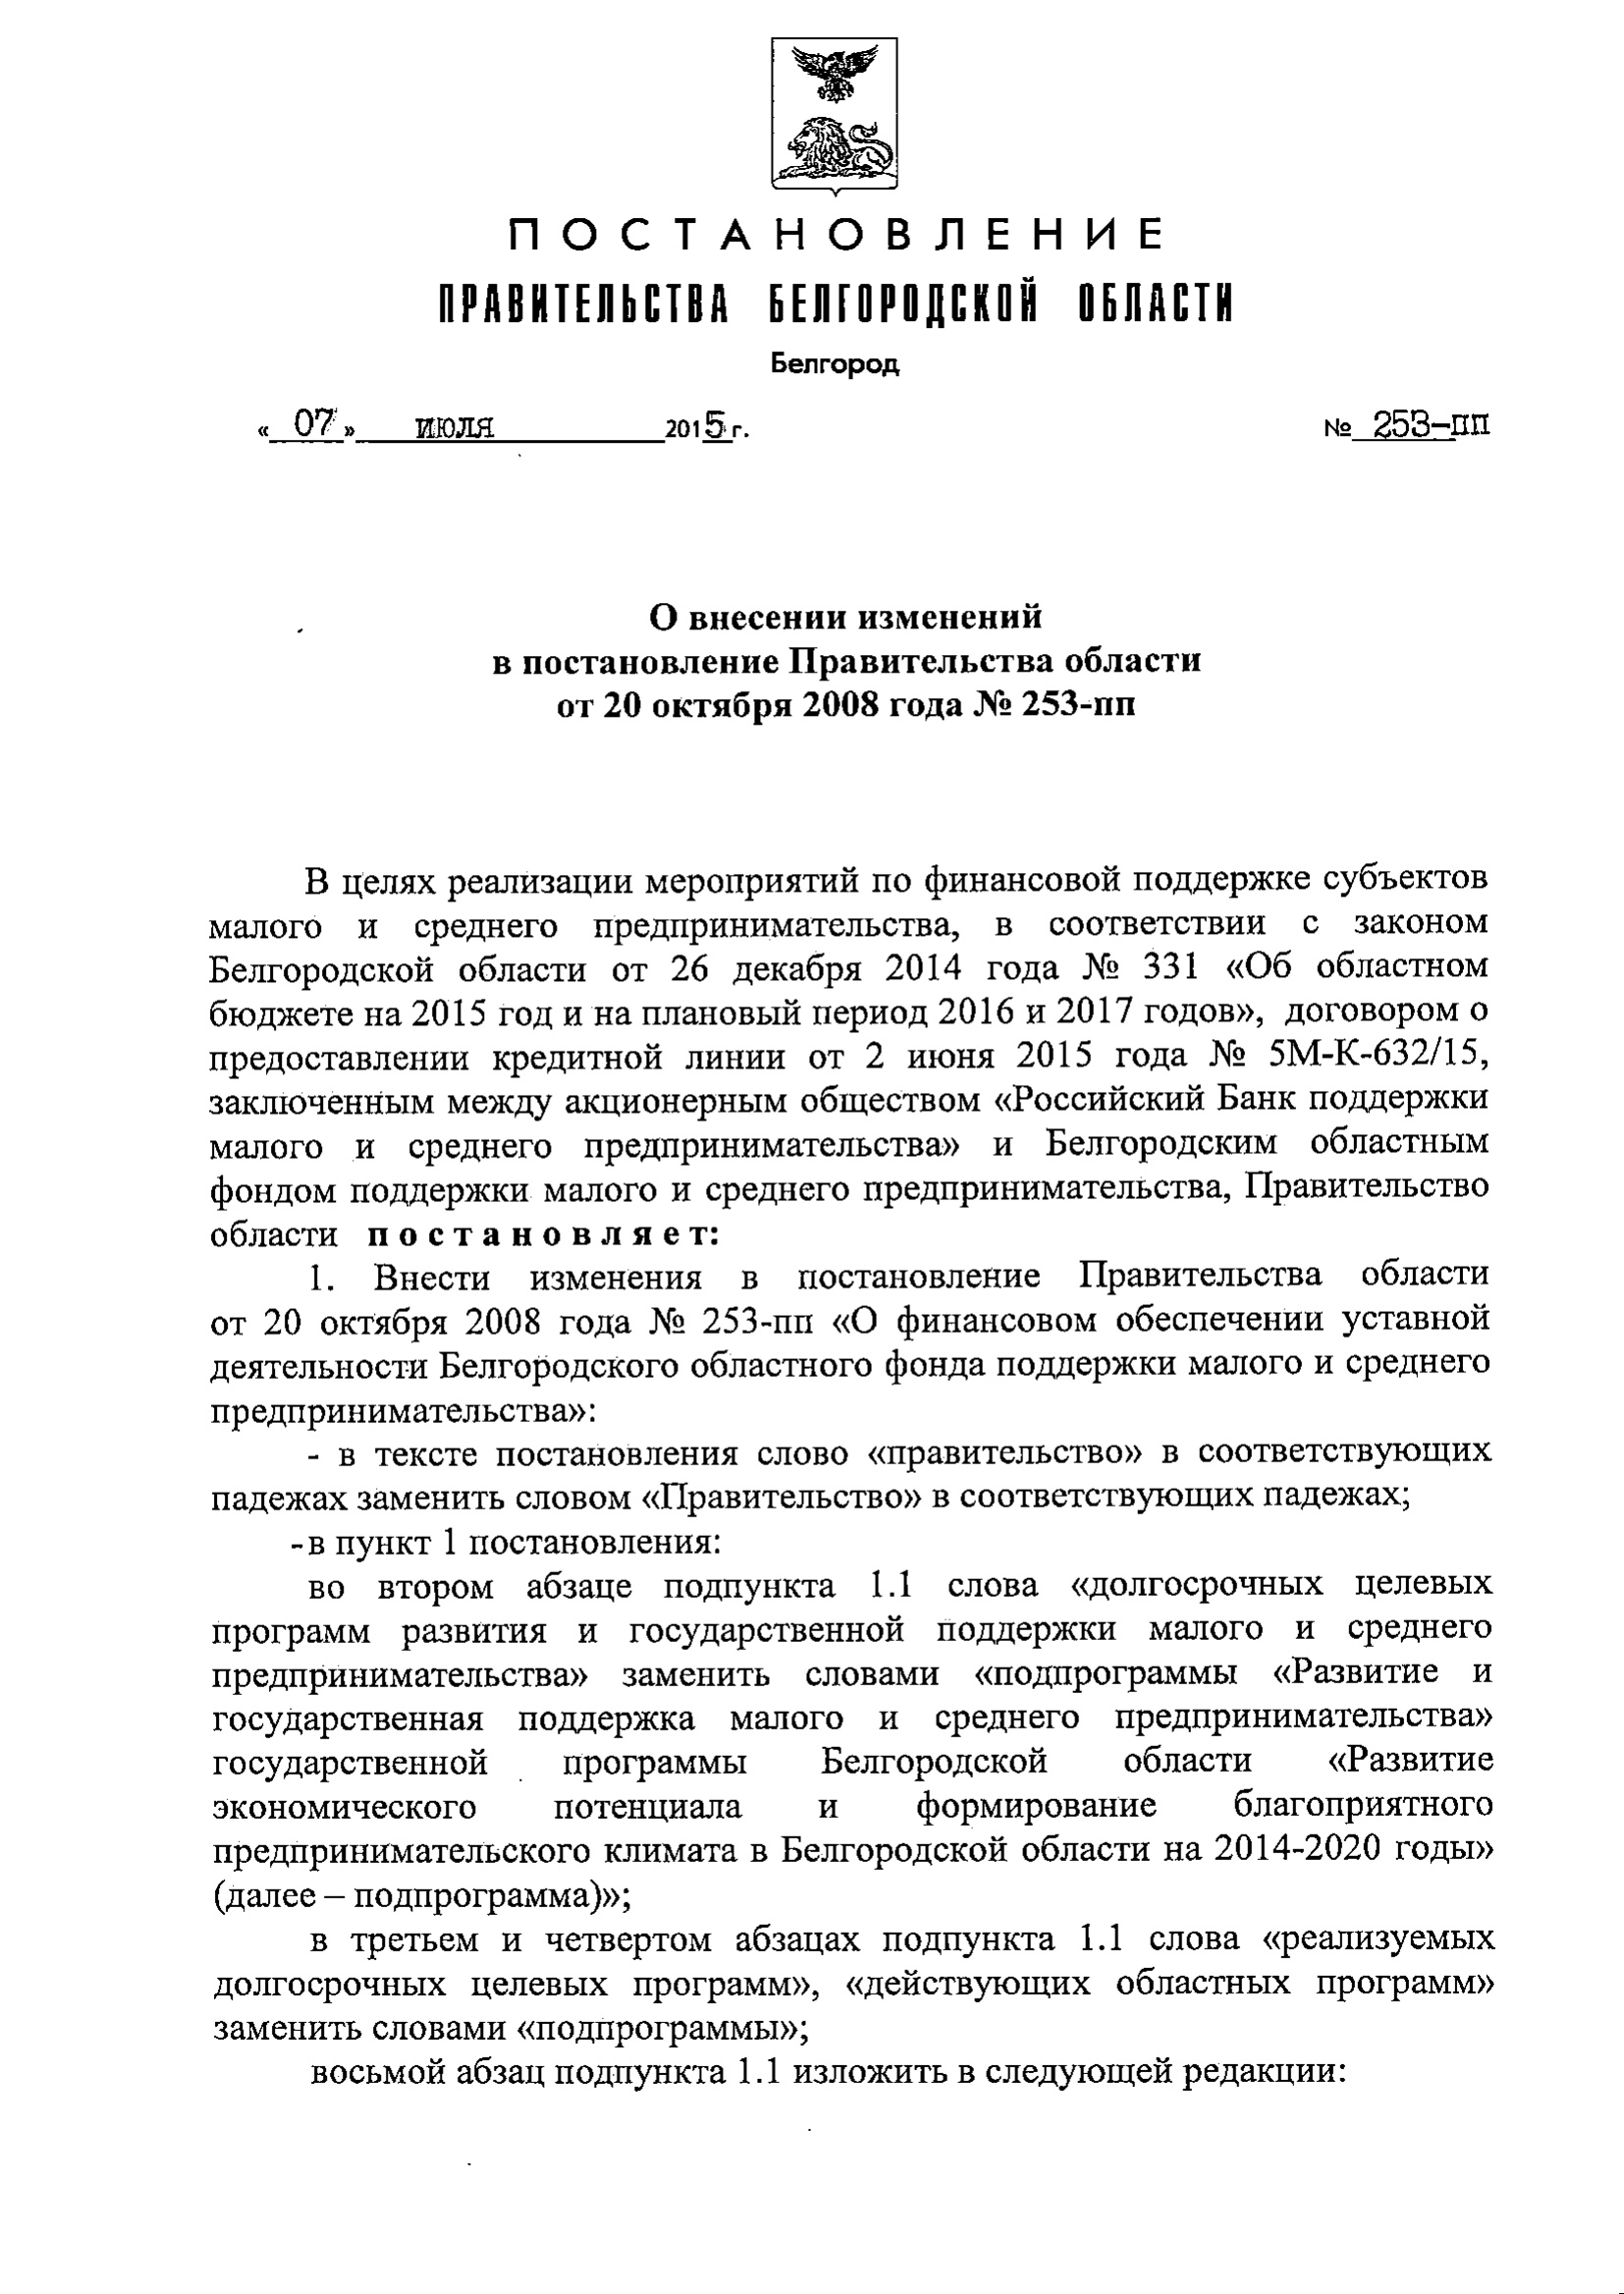 ПОСТАНОВЛЕНИЕ
ПРАВИТЕЛЬСТВА БЕЛГОРОДСКОЙ ОБЛАСТИ
Белгород
« 07 » июля 2015 г. № 253-пп
О внесении изменений
в постановление Правительства области
от 20 октября 2008 года № 253-пп
В целях реализации мероприятий по финансовой поддержке субъектов
малого и среднего предпринимательства, в соответствии с законом
Белгородской области от 26 декабря 2014 года № 331 «Об областном
бюджете на 2015 год и на плановый период 2016 и 2017 годов», договором о
предоставлении кредитной линии от 2 июня 2015 года № 5М-К-632/15,
заключенным между акционерным обществом «Российский Банк поддержки
малого и среднего предпринимательства» и Белгородским областным
фондом поддержки малого и среднего предпринимательства, Правительство
области п о с т а н о в л я е т:
1. Внести изменения в постановление Правительства области
от 20 октября 2008 года № 253-пп «О финансовом обеспечении уставной
деятельности Белгородского областного фонда поддержки малого и среднего
предпринимательства»:
- в тексте постановления слово «правительство» в соответствующих
падежах заменить словом «Правительство» в соответствующих падежах;
- в пункт 1 постановления:
во втором абзаце подпункта 1.1 слова «долгосрочных целевых
программ развития и государственной поддержки малого и среднего
предпринимательства» заменить словами «подпрограммы «Развитие и
государственная поддержка малого и среднего предпринимательства»
государственной программы Белгородской области «Развитие
экономического потенциала и формирование благоприятного
предпринимательского климата в Белгородской области на 2014-2020 годы»
(далее – подпрограмма)»;
в третьем и четвертом абзацах подпункта 1.1 слова «реализуемых
долгосрочных целевых программ», «действующих областных программ»
заменить словами «подпрограммы»;
восьмой абзац подпункта 1.1 изложить в следующей редакции: